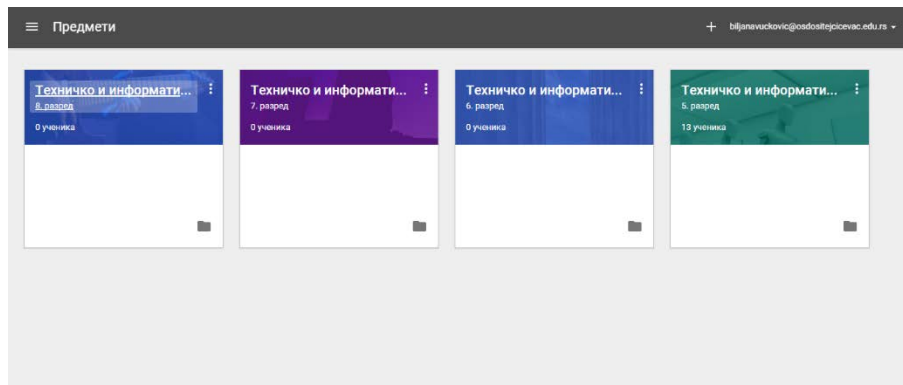 Предмети
biljanavuckovic@osdositejcicevac.edu.rs
Техничко и информати...
8. разред
0 ученика
Техничко и информати...
7. разред
0 ученика
Техничко и информати...
6. разред
0 ученика
Техничко и информати...
5. разред
13 ученика